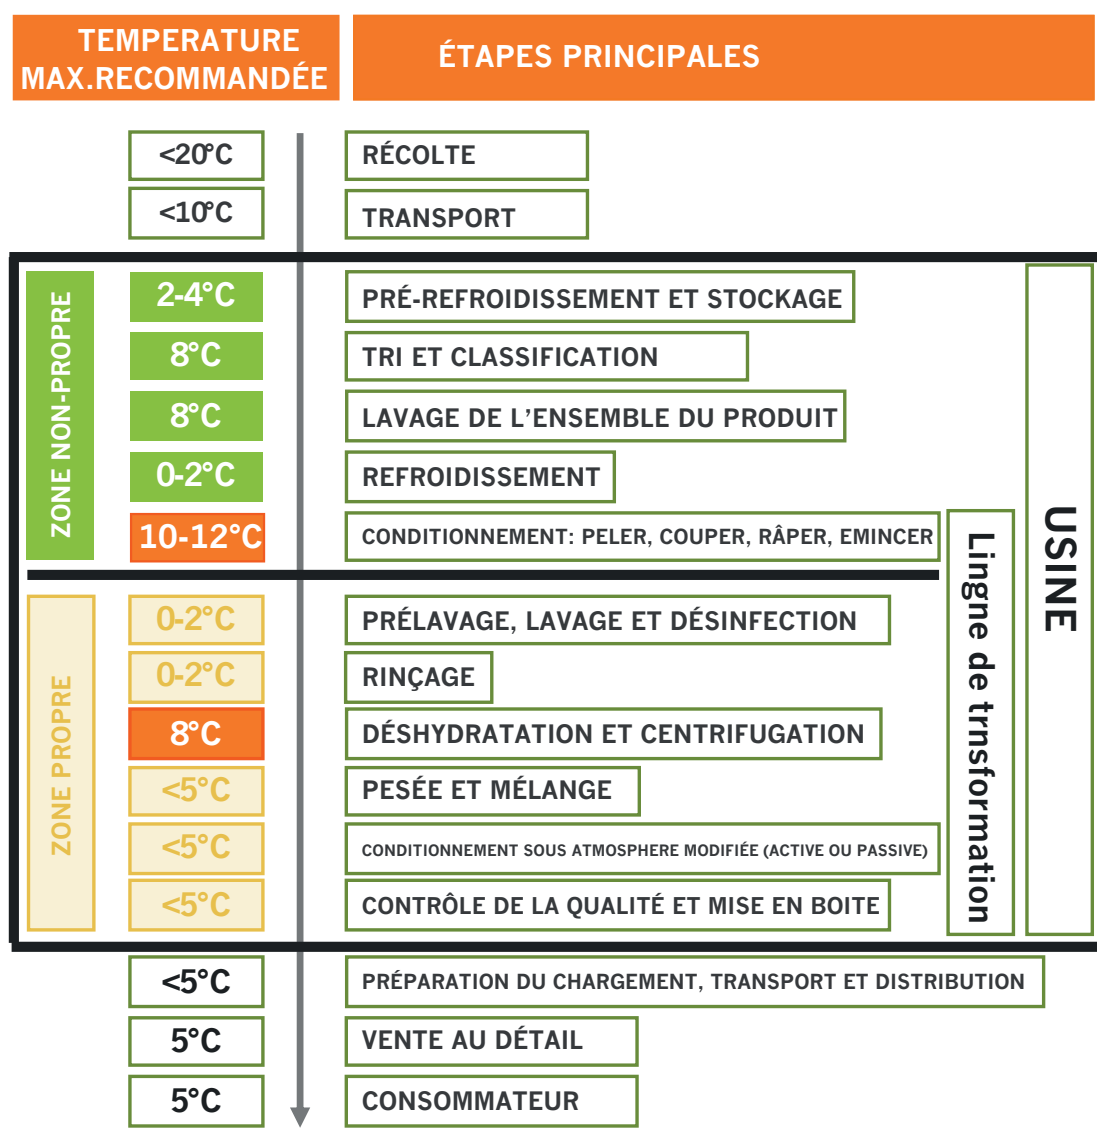 TEMPERATURE
MAX.RECOMMANDÉE
ÉTAPES PRINCIPALES
<20°C
RÉCOLTE
<10°C
TRANSPORT
ZONE NON-PROPRE
2-4°C
PRÉ-REFROIDISSEMENT ET STOCKAGE
8°C
TRI ET CLASSIFICATION
8°C
LAVAGE DE L’ENSEMBLE DU PRODUIT
0-2°C
REFROIDISSEMENT
10-12°C
CONDITIONNEMENT: PELER, COUPER, RÂPER, EMINCER
ZONE PROPRE
0-2°C
PRÉLAVAGE, LAVAGE ET DÉSINFECTION
0-2°C
RINÇAGE
8°C
DÉSHYDRATATION ET CENTRIFUGATION
<5°C
PESÉE ET MÉLANGE
<5°C
CONDITIONNEMENT SOUS ATMOSPHERE MODIFIÉE (ACTIVE OU PASSIVE)
<5°C
CONTRÔLE DE LA QUALITÉ ET MISE EN BOITE
Lingne de trnsformation
USINE
<5°C
PRÉPARATION DU CHARGEMENT, TRANSPORT ET DISTRIBUTION
5°C
VENTE AU DÉTAIL
5°C
CONSOMMATEUR